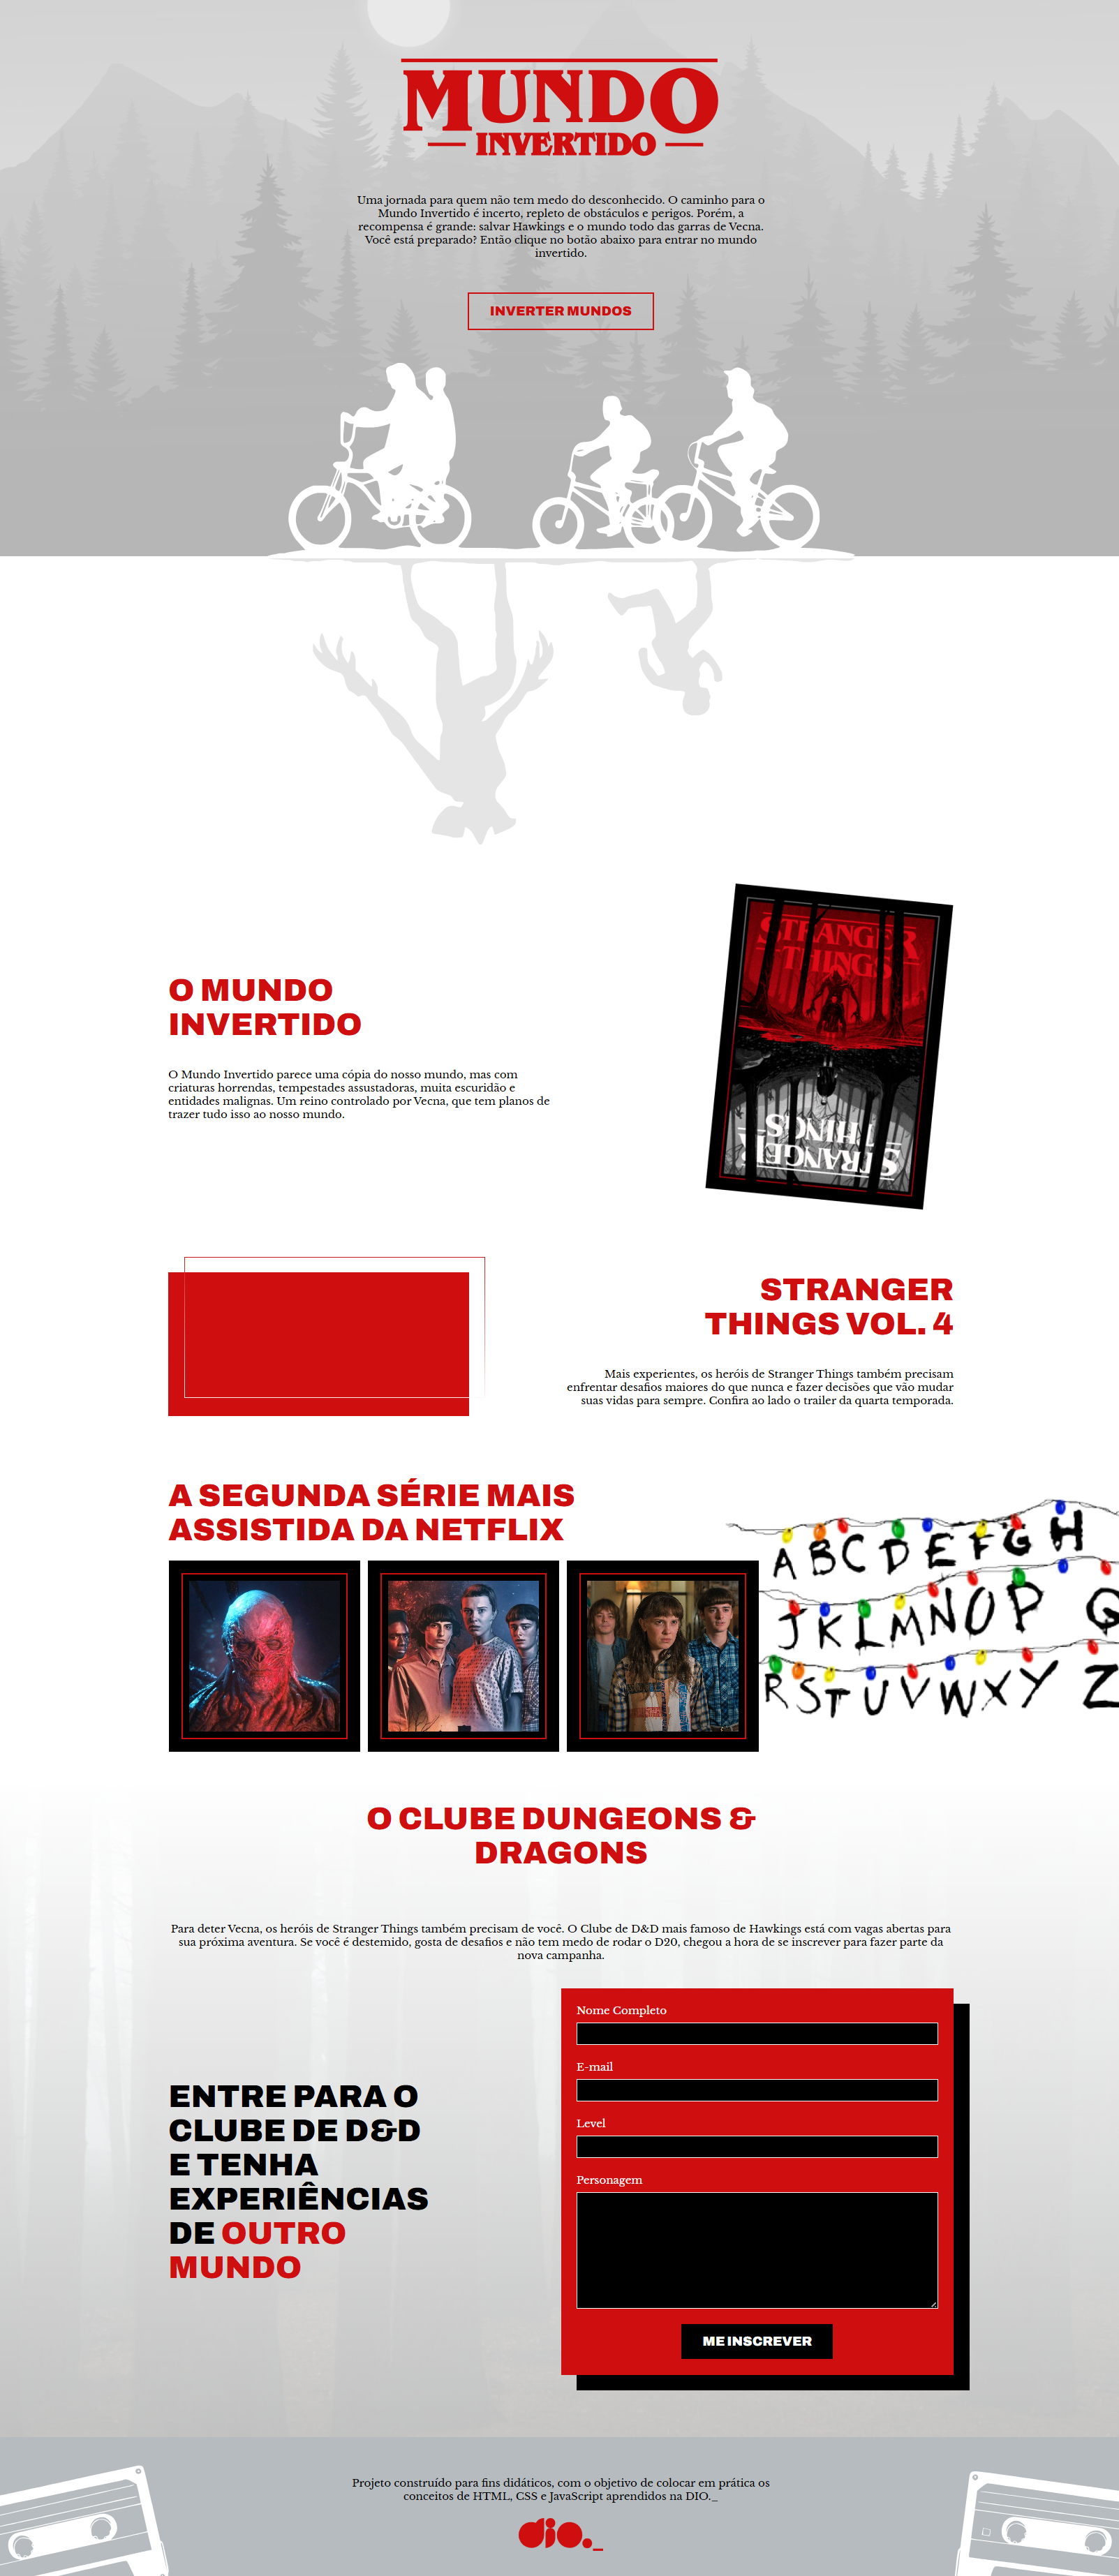 MUNDO
INVERTIDO
Uma jornada para quem não tem medo do desconhecido. O caminho para o
Mundo Invertido é incerto, repleto de obstáculos e perigos. Porém, a
recompensa é grande: salvar Hawkings e o mundo todo das garras de Vecna.
Você está preparado? Então clique no botão abaixo para entrar no mundo
invertido.
INVERTER MUNDOS
STRANGER
THINGS
THINGS
STRANGER
O MUNDO
INVERTIDO
O Mundo Invertido parece uma cópia do nosso mundo, mas com
criaturas horrendas, tempestades assustadoras, muita escuridão e
entidades malignas. Um reino controlado por Vecna, que tem planos de
trazer tudo isso ao nosso mundo.
STRANGER
THINGS VOL. 4
Mais experientes, os heróis de Stranger Things também precisam
enfrentar desafios maiores do que nunca e fazer decisões que vão mudar
suas vidas para sempre. Confira ao lado o trailer da quarta temporada.
A SEGUNDA SÉRIE MAIS
ASSISTIDA DA NETFLIX
A B C D E F G H
J K L M N O P Q
R S T U V W X Y Z
O CLUBE DUNGEONS &
DRAGONS
Para deter Vecna, os heróis de Stranger Things também precisam de você. O Clube de D&D mais famoso de Hawkings está com vagas abertas para
sua próxima aventura. Se você é destemido, gosta de desafios e não tem medo de rodar o D20, chegou a hora de se inscrever para fazer parte da
nova campanha.
ENTRE PARA O
CLUBE DE D&D
E TENHA
EXPERIÊNCIAS
DE OUTRO
MUNDO
Nome Completo
E-mail
Level
Personagem
ME INSCREVER
Projeto construído para fins didáticos, com o objetivo de colocar em prática os
conceitos de HTML, CSS e JavaScript aprendidos na DIO._
dio._